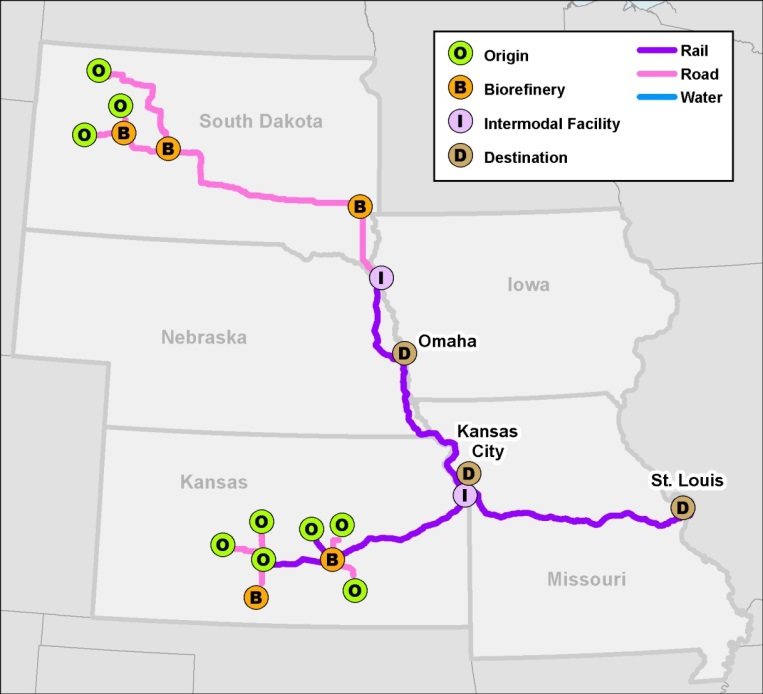 O Origin
B Biorefinery
I Intermodal Facility
D Destination
Rail
Road
Water
O
O
O
B
B
South Dakota
B
I
Iowa
Nebraska
D Omaha
Kansas
City
D
I
St. Louis
D
Kansas
O
O
O
O
O
B
B
O
Missouri